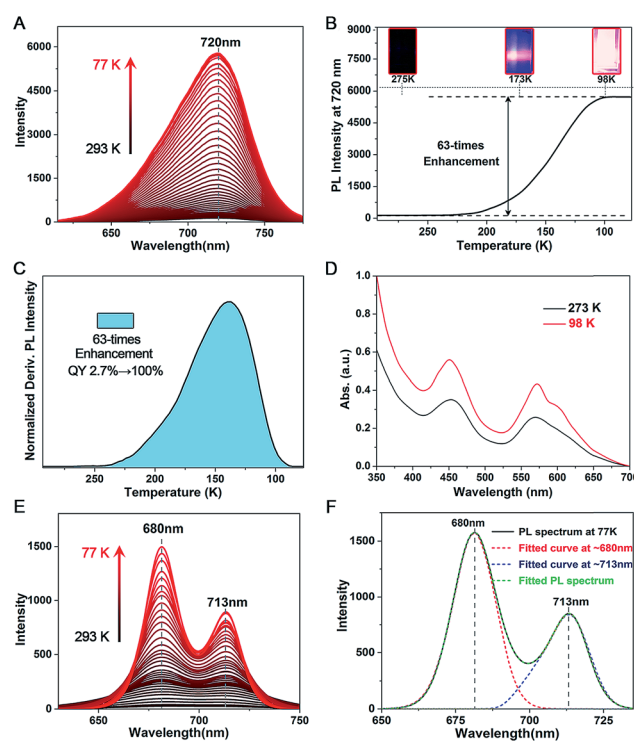 A
77 K
293 K
720nm
6000
5000
4000
3000
1500
0
Intensity
650
700
750
Wavelength(nm)
B
275K
173K
98K
9000
7500
6000
4500
3000
1500
0
PL Intensity at 720 nm
63-times
Enhancement
250
200
150
100
Temperature (K)
C
63-times
Enhancement
QY 2.7%→100%
Normalized Deriv. PL Intensity
250
200
150
100
Temperature (K)
D
273 K
98 K
1.0
0.8
0.6
0.4
0.2
0.0
Abs. (a.u.)
350
400
450
500
550
600
650
700
Wavelength (nm)
E
77 K
293 K
680nm
713nm
1500
1000
500
0
Intensity
650
700
750
Wavelength(nm)
F
680nm
713nm
PL spectrum at 77K
Fitted curve at ~680nm
Fitted curve at ~713nm
Fitted PL spectrum
1500
1000
500
0
Intensity
650
675
700
725
Wavelength(nm)